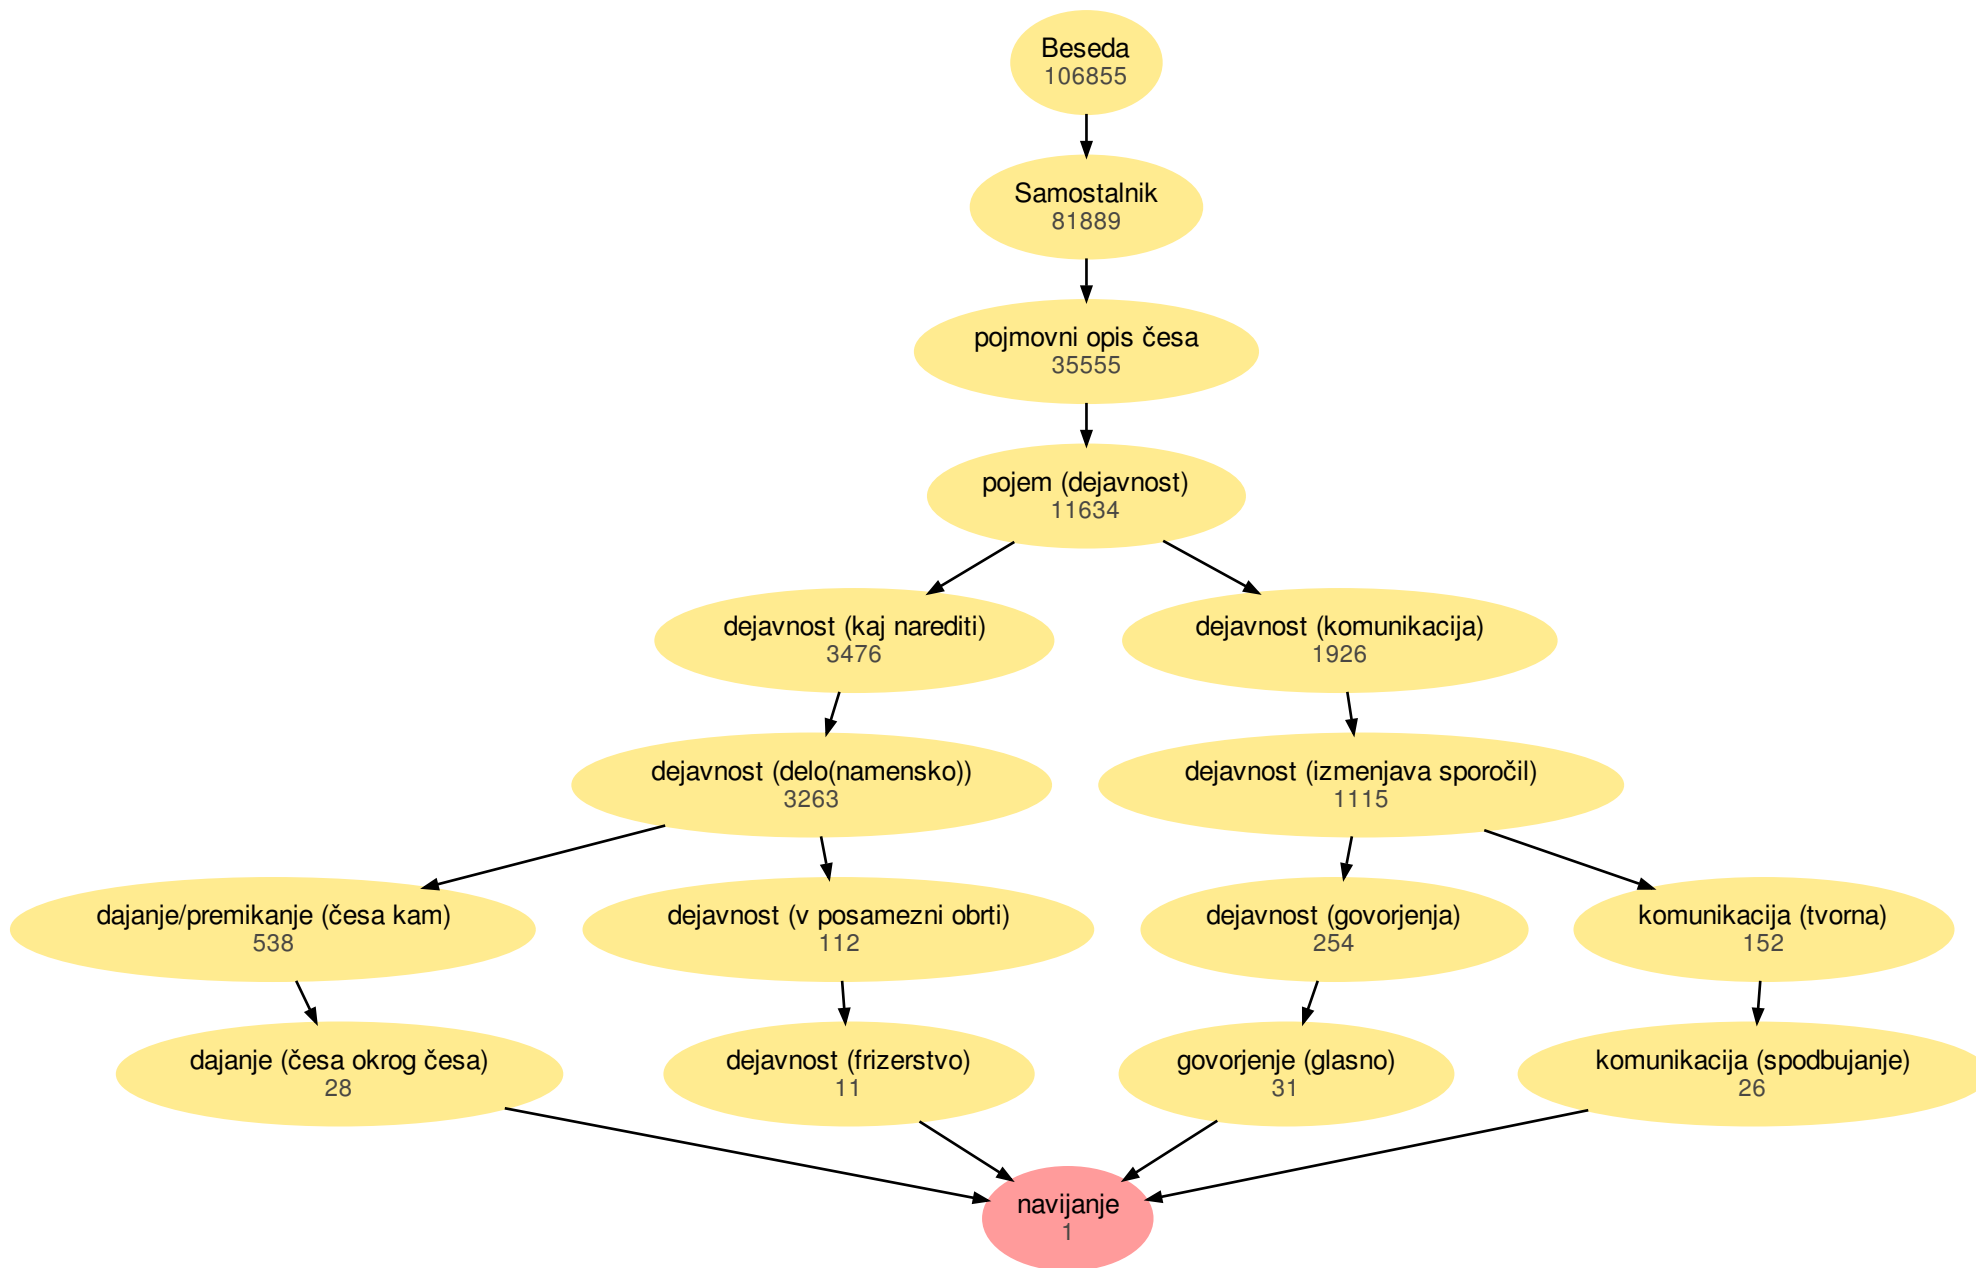 Beseda
106855
Samostalnik
81889
pojmovni opis česa
35555
pojem (dejavnost)
11634
dejavnost (kaj narediti)
3476
dejavnost (komunikacija)
1926
dejavnost (delo(namensko))
3263
dejavnost (izmenjava sporočil)
1115
dajanje/premikanje (česa kam)
538
dejavnost (v posamezni obrti)
112
dejavnost (govorjenja)
254
komunikacija (tvorna)
152
dajanje (česa okrog česa)
28
dejavnost (frizerstvo)
11
govorjenje (glasno)
31
komunikacija (spodbujanje)
26
navijanje
1